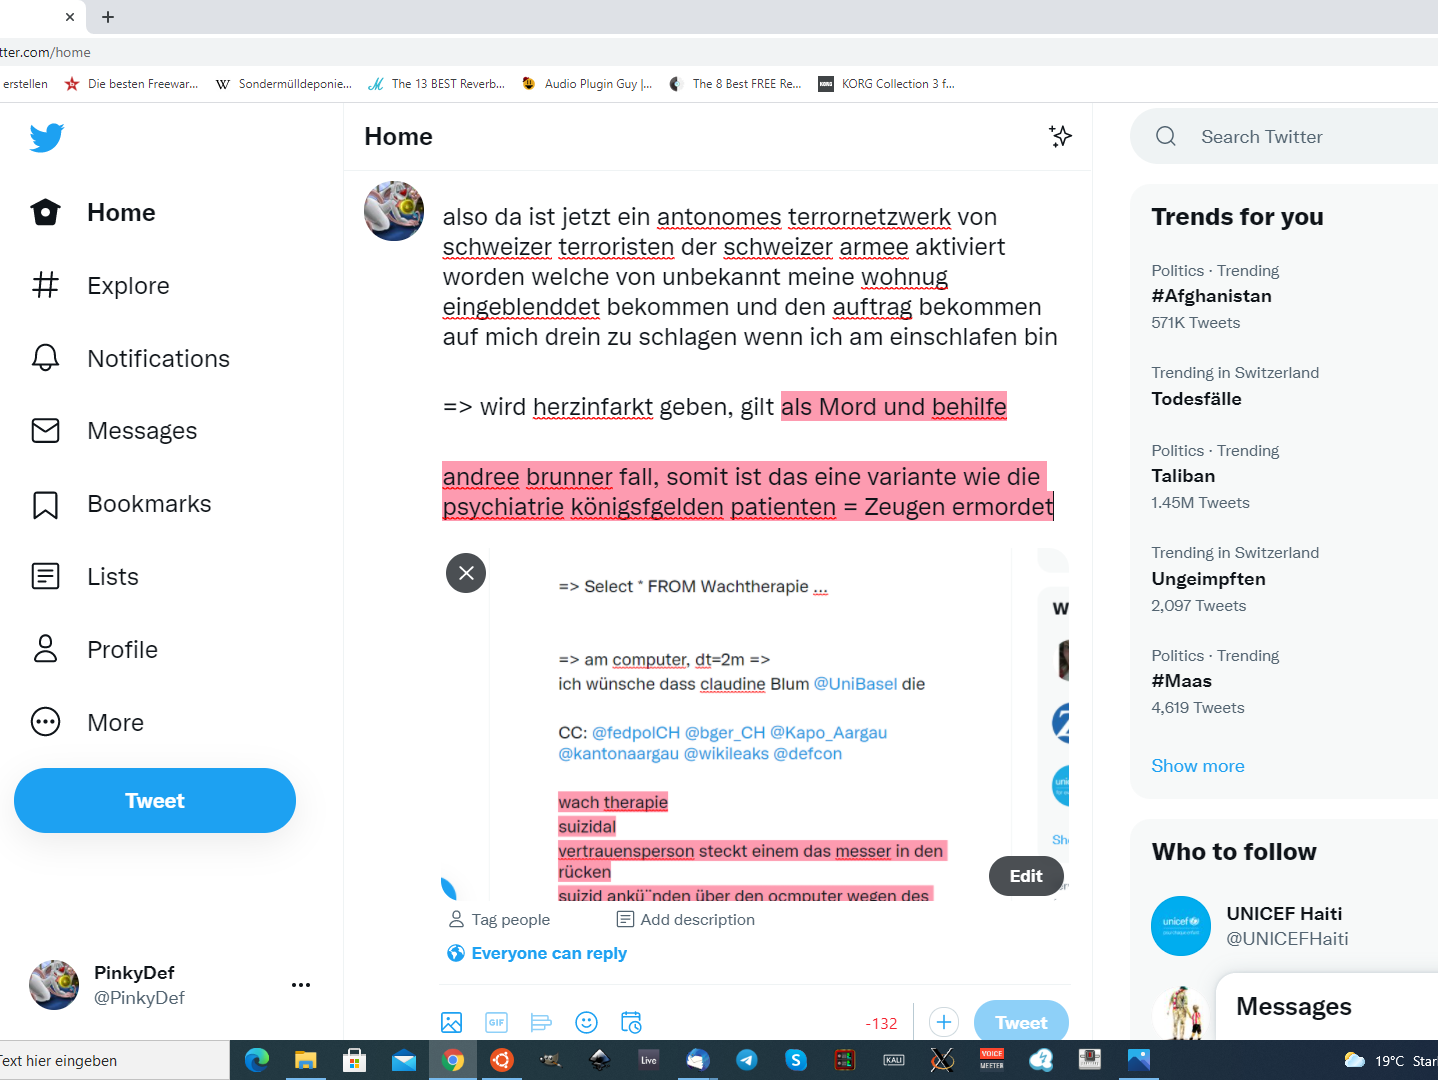 tter.com/home
erstellen
Die besten Freewar...
Sondermülldeponie...
The 13 BEST Reverb...
Audio Plugin Guy |...
The 8 Best FREE Re...
KORG Collection 3 f...
Home
Search Twitter
Home
Explore
Notifications
Messages
Bookmarks
Lists
Profile
More
Tweet
PinkyDef
@PinkyDef
also da ist jetzt ein antonomes terrornetzwerk von
schweizer terroristen der schweizer armee aktiviert
worden welche von unbekannt meine wohnug
eingeblenddet bekommen und den auftrag bekommen
auf mich drein zu schlagen wenn ich am einschlafen bin
=> wird herzinfarkt geben, gilt als Mord und behilfe
andree brunner fall, somit ist das eine variante wie die
psychiatrie königsfgelden patienten = Zeugen ermordet
=> Select * FROM Wachtherapie ...
=> am computer, dt=2m =>
ich wünsche dass claudine Blum @UniBasel die
CC: @fedpolCH @bger_CH @Kapo_Aargau
@kantonaargau @wikileaks @defcon
wach therapie
suizidal
vertrauensperson steckt einem das messer in den
rücken
suizid ankü¨nden über den ocmputer wegen des
W
Sh
Edit
Tag people
Add description
Everyone can reply
GIF
-132
Tweet
Trends for you
Politics · Trending
#Afghanistan
571K Tweets
Trending in Switzerland
Todesfälle
Politics · Trending
Taliban
1.45M Tweets
Trending in Switzerland
Ungeimpften
2,097 Tweets
Politics · Trending
#Maas
4,619 Tweets
Show more
Who to follow
unicef
UNICEF Haiti
@UNICEFHaiti
Messages
Text hier eingeben
Live
KALI
VOICE
MEETER
19°C
Star